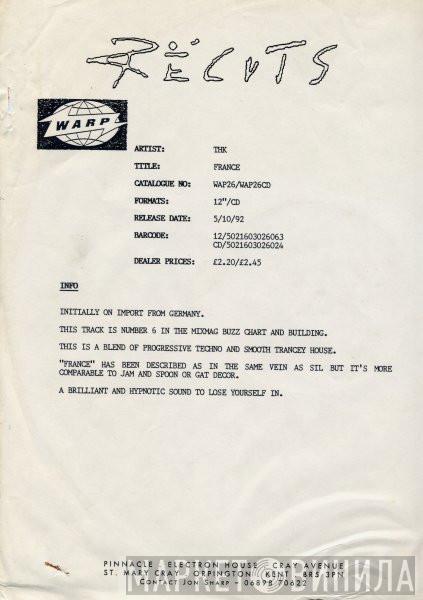 RËCUTS
WARP
ARTIST: THK
TITLE: FRANCE
CATALOGUE NO: WAP26/WAP26CD
FORMATS: 12"/CD
RELEASE DATE: 5/10/92
BARCODE: 12/5021603026063
CD/5021603026024
DEALER PRICES: £2.20/£2.45
INFO
INITIALLY ON IMPORT FROM GERMANY.
THIS TRACK IS NUMBER 6 IN THE MIXMAG BUZZ CHART AND BUILDING.
THIS IS A BLEND OF PROGRESSIVE TECHNO AND SMOOTH TRANCEY HOUSE.
"FRANCE" HAS BEEN DESCRIBED AS IN THE SAME VEIN AS SIL BUT IT'S MORE
COMPARABLE TO JAM AND SPOON OR GAT DECOR.
A BRILLIANT AND HYPNOTIC SOUND TO LOSE YOURSELF IN.
PINNACLE ELECTRON HOUSE CRAY AVENUE
ST. MARY CRAY ORPINGTON KENT BR5 3PN
CONTACT JON SHARP - 06898 70622
МАРКЕТ ВИНИЛА